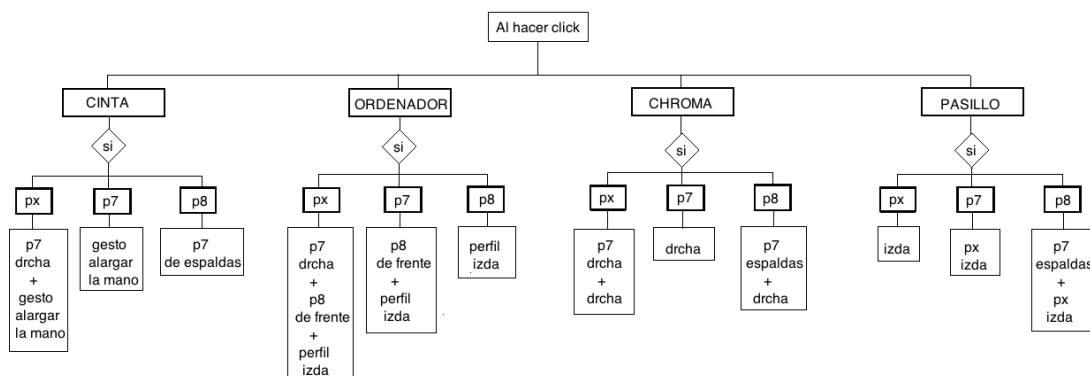 Al hacer click
CINTA
ORDENADOR
CHROMA
PASILLO
si
si
si
si
px
p7
p8
px
p7
p8
px
p7
p8
px
p7
p8
p7
drcha
+
gesto
alargar
la mano
gesto
alargar
la mano
p7
de espaldas
p7
drcha
+
p8
de frente
+
perfil
izda
p8
de frente
+
perfil
izda
perfil
izda
p7
drcha
+
drcha
drcha
p7
espaldas
+
drcha
izda
px
izda
p7
espaldas
+
px
izda